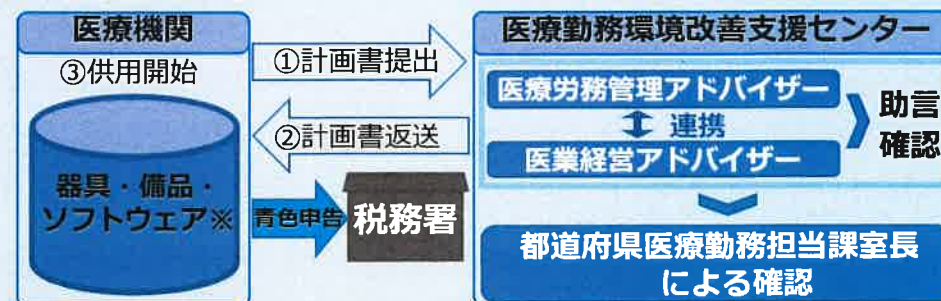 医療機関
③供用開始
器具・備品・
ソフトウェア※
①計画書提出
②計画書返送
青色申告
税務署
医療勤務環境改善支援センター
医療労務管理アドバイザー
連携
医業経営アドバイザー
助言
確認
都道府県医療勤務担当課室長
による確認